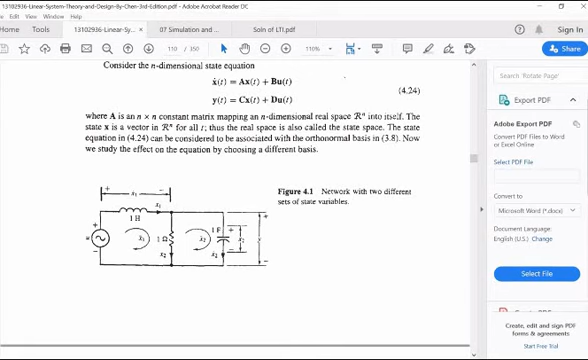 13102936-Linear-System-Theory-and-Design-By-Chen-3rd-Edition.pdf - Adobe Acrobat Reader DC
Edit View Window Help
Home Tools 13102936-Linear-Sy... × 07 Simulation and ... Soln of LTI.pdf Sign In
110 / 350 110% Share
Consider the n-dimensional state equation
ẋ(t) = Ax(t) + Bu(t)
(4.24)
y(t) = Cx(t) + Du(t)
where A is an n × n constant matrix mapping an n-dimensional real space ℛⁿ into itself. The
state x is a vector in ℛⁿ for all t; thus the real space is also called the state space. The state
equation in (4.24) can be considered to be associated with the orthonormal basis in (3.8). Now
we study the effect on the equation by choosing a different basis.
Figure 4.1 Network with two different
sets of state variables.
1 H
1 Ω
1 F
Search 'Rotate Page'
Export PDF
Adobe Export PDF
Convert PDF Files to Word
or Excel Online
Select PDF File
Convert to
Microsoft Word (*.docx)
Document Language:
English (U.S.) Change
Select File
Create, edit and sign PDF
forms & agreements
Start Free Trial